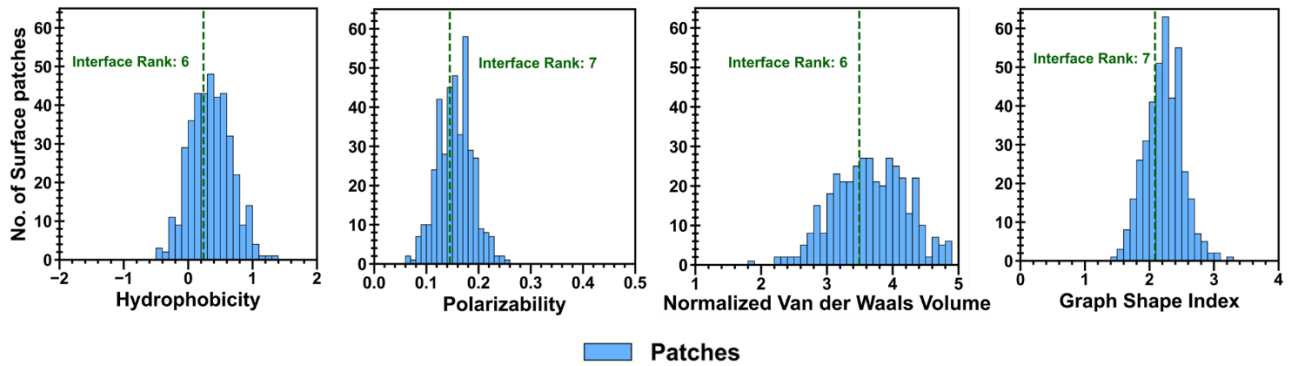 No. of Surface patches
60
50
40
30
20
10
0
Interface Rank: 6
−2 −1 0 1 2
Hydrophobicity
60
50
40
30
20
10
0
Interface Rank: 7
0.0 0.1 0.2 0.3 0.4 0.5
Polarizability
60
50
40
30
20
10
0
Interface Rank: 6
1 2 3 4 5
Normalized Van der Waals Volume
60
50
40
30
20
10
0
Interface Rank: 7
0 1 2 3 4
Graph Shape Index
Patches